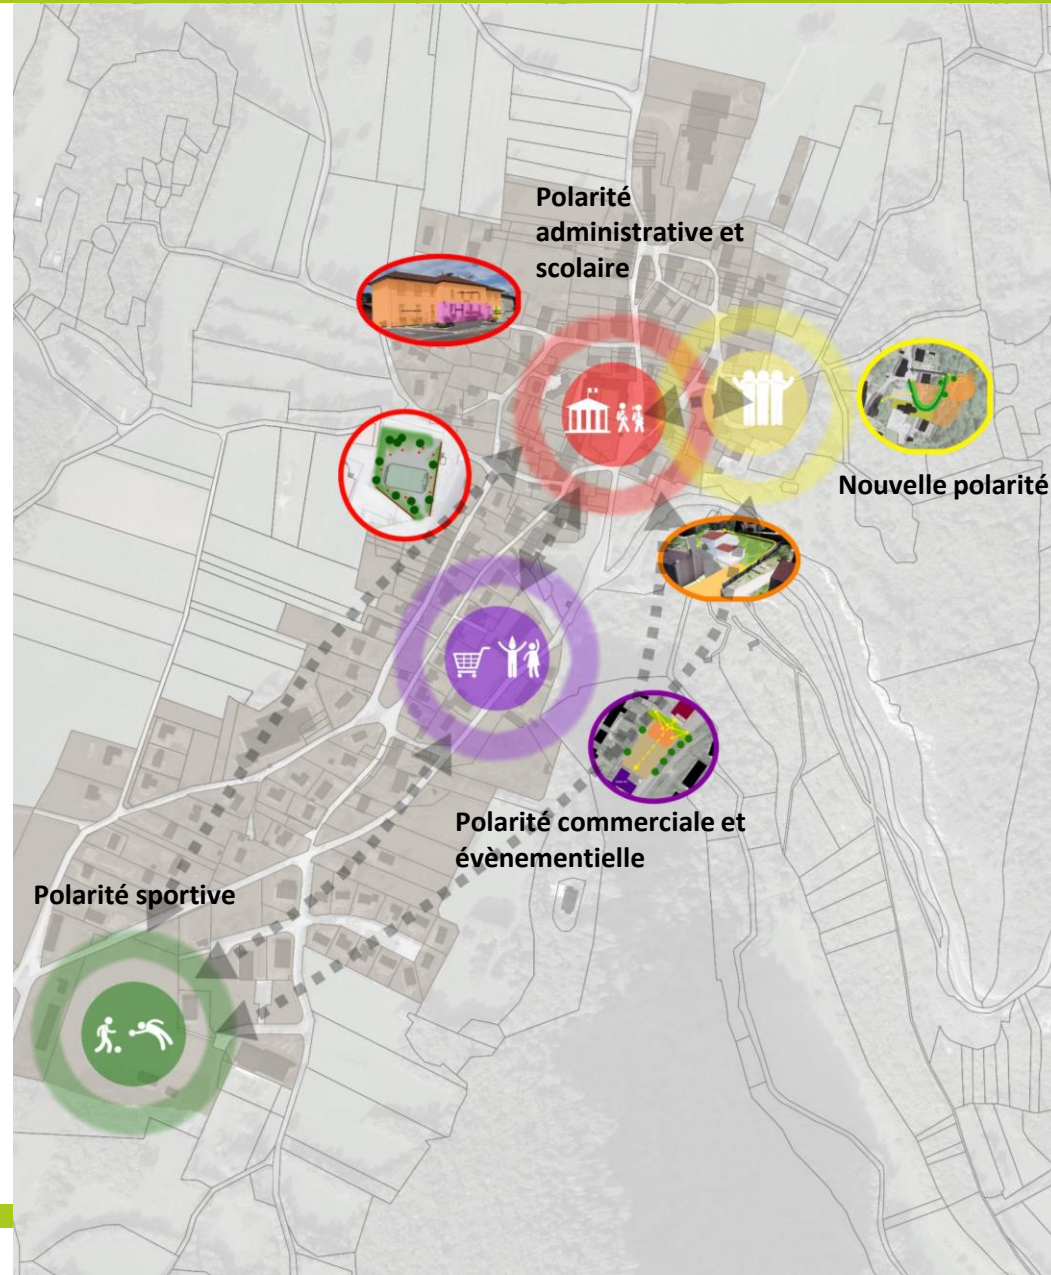 Polarité
administrative et
scolaire
Nouvelle polarité
Polarité commerciale et
évènementielle
Polarité sportive